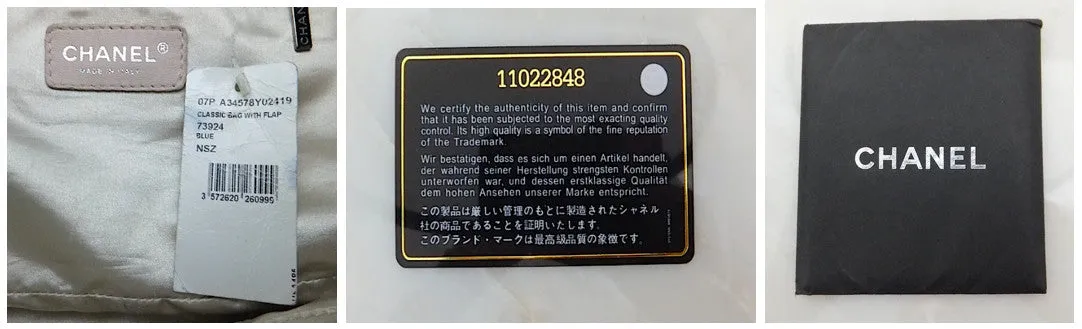 CHANEL®
MADE IN ITALY
CHAN
07P A34578Y02419
CLASSIC BAG WITH FLAP
73924
BLUE
NSZ
3 572620 260999
11022848
We certify the authenticity of this item and confirm
that it has been subjected to the most exacting quality
control. Its high quality is a symbol of the fine reputation
of the Trademark.
Wir bestätigen, dass es sich um einen Artikel handelt,
der während seiner Herstellung strengsten Kontrollen
unterworfen war, und dessen erstklassige Qualität
dem hohen Ansehen unserer Marke entspricht.
この製品は厳しい管理のもとに製造されたシャネル
社の商品であることを証明いたします。
このブランド・マークは最高級品質の象徴です。
CHANEL